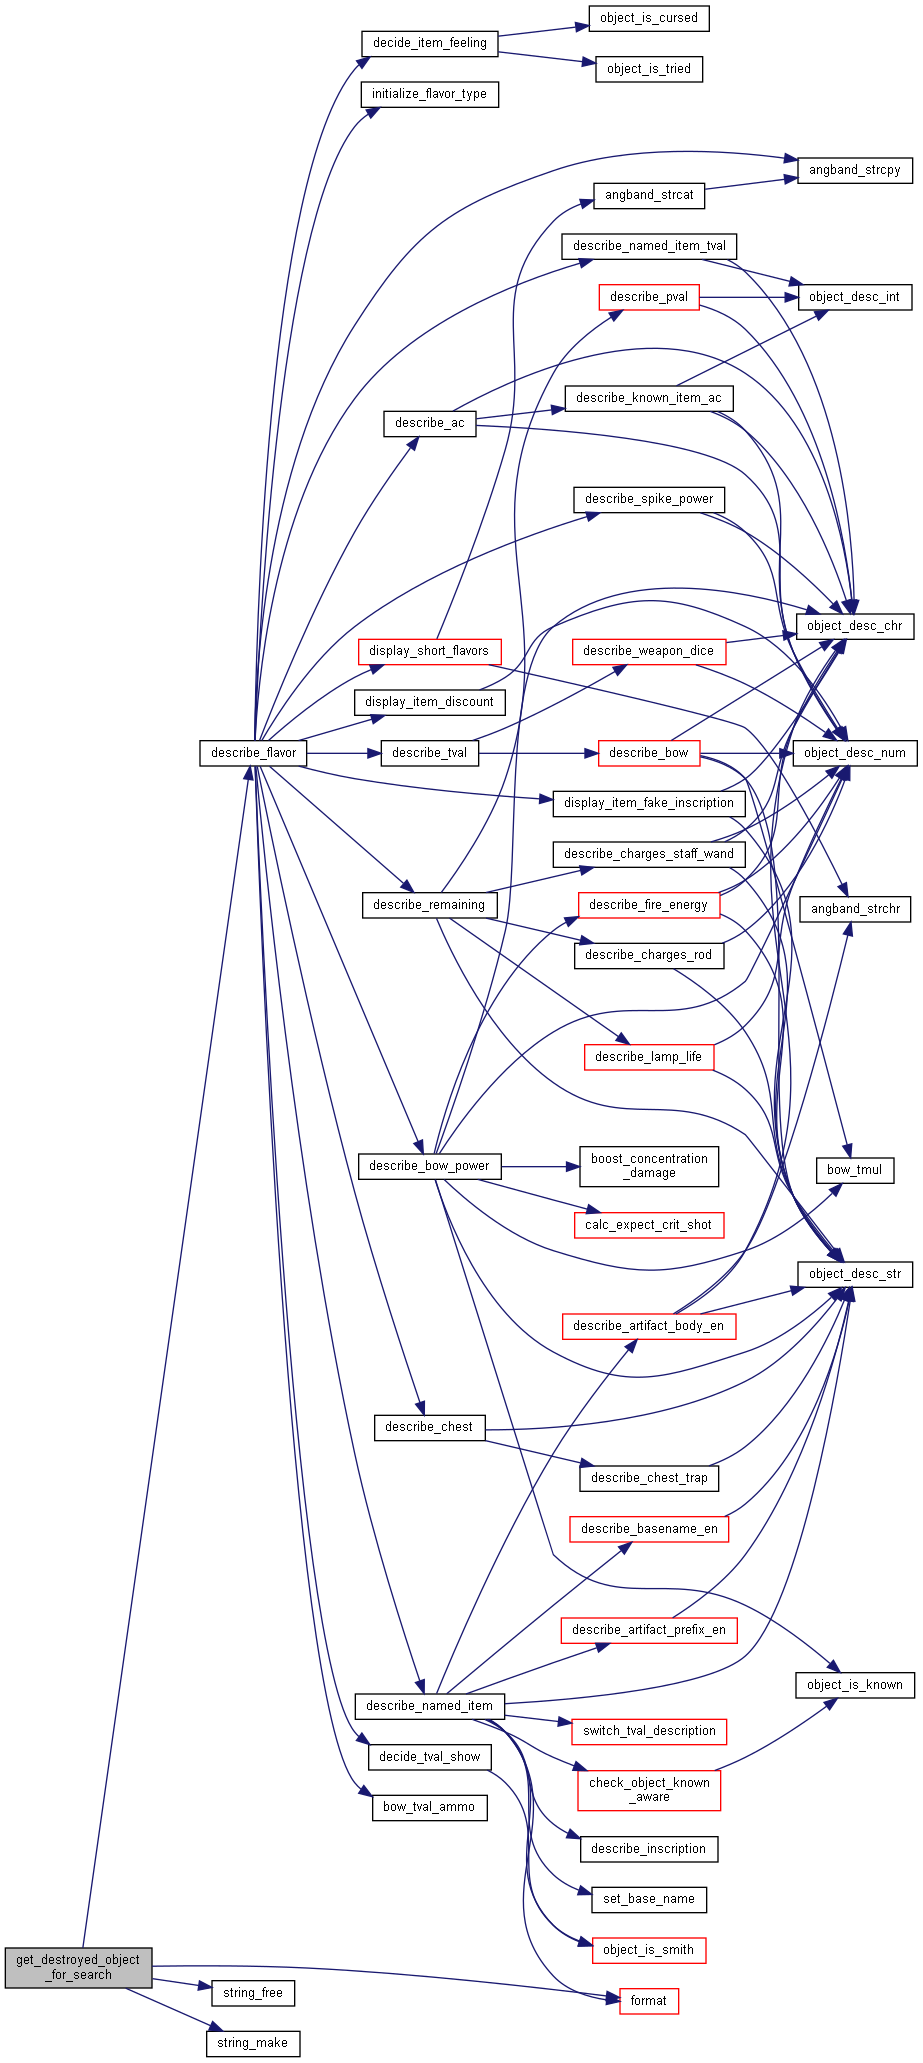 object_is_cursed
decide_item_feeling
object_is_tried
initialize_flavor_type
angband_strcpy
angband_strcat
describe_named_item_tval
describe_pval
object_desc_int
describe_known_item_ac
describe_ac
describe_spike_power
object_desc_chr
display_short_flavors
describe_weapon_dice
display_item_discount
describe_flavor
describe_tval
describe_bow
object_desc_num
display_item_fake_inscription
describe_charges_staff_wand
describe_remaining
describe_fire_energy
angband_strchr
describe_charges_rod
describe_lamp_life
describe_bow_power
boost_concentration
_damage
bow_tmul
calc_expect_crit_shot
object_desc_str
describe_artifact_body_en
describe_chest
describe_chest_trap
describe_basename_en
describe_artifact_prefix_en
object_is_known
describe_named_item
switch_tval_description
decide_tval_show
check_object_known
_aware
bow_tval_ammo
describe_inscription
set_base_name
object_is_smith
get_destroyed_object
_for_search
string_free
format
string_make